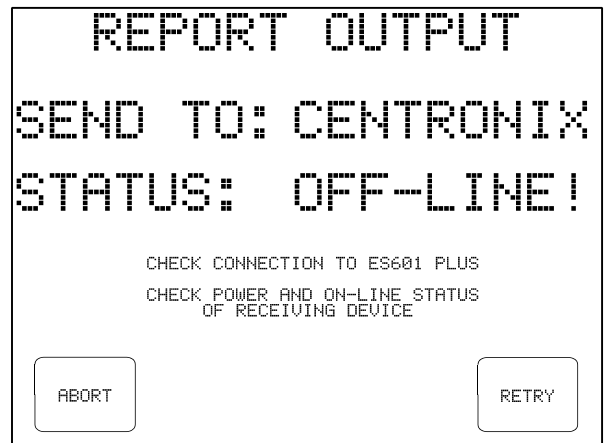 REPORT OUTPUT
SEND TO: CENTRONIX
STATUS: OFF-LINE!
CHECK CONNECTION TO ES601 PLUS
CHECK POWER AND ON-LINE STATUS
OF RECEIVING DEVICE
ABORT
RETRY